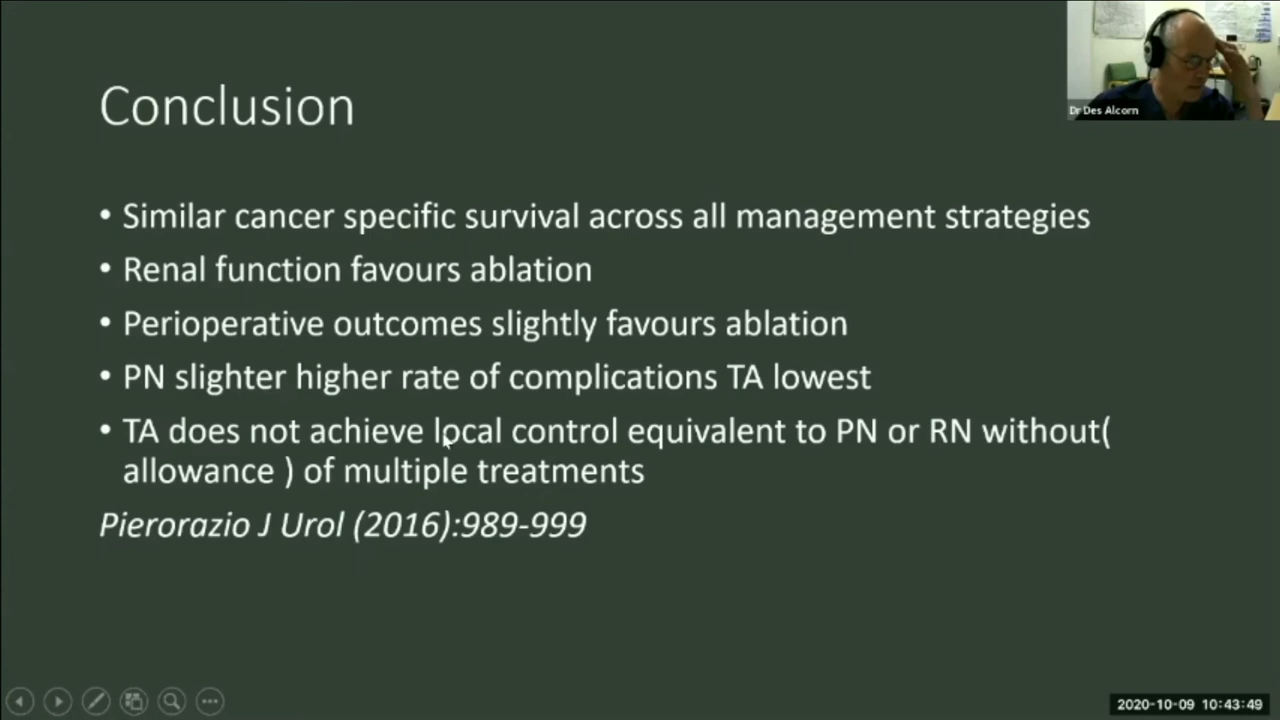 Conclusion
Dr Des Alcorn
• Similar cancer specific survival across all management strategies
• Renal function favours ablation
• Perioperative outcomes slightly favours ablation
• PN slighter higher rate of complications TA lowest
• TA does not achieve local control equivalent to PN or RN without(
allowance ) of multiple treatments
Pierorazio J Urol (2016):989-999
2020-10-09 10:43:49